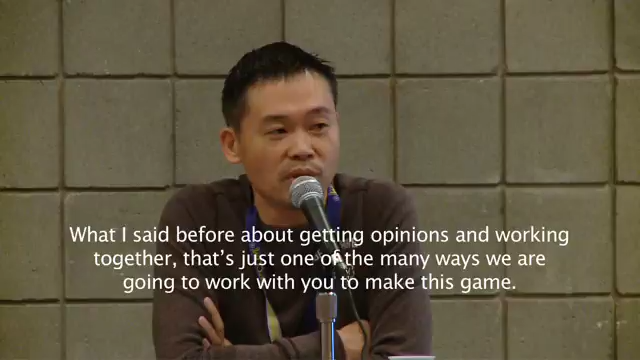 What I said before about getting opinions and working
together, that's just one of the many ways we are
going to work with you to make this game.